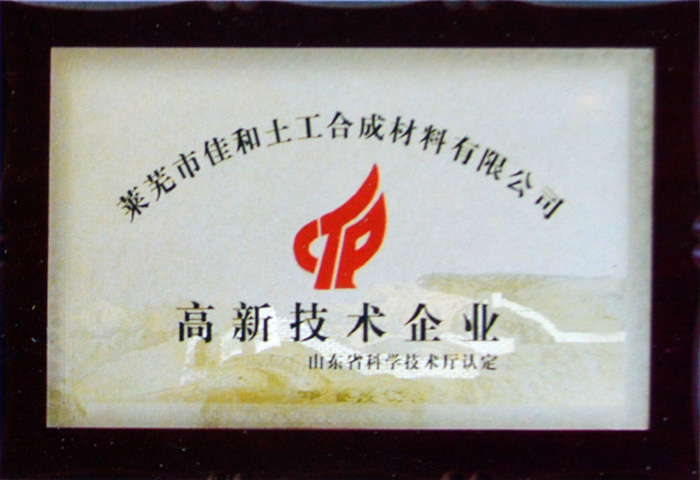 莱芜市佳和土工合成材料有限公司
CTP
高新技术企业
山东省科学技术厅认定